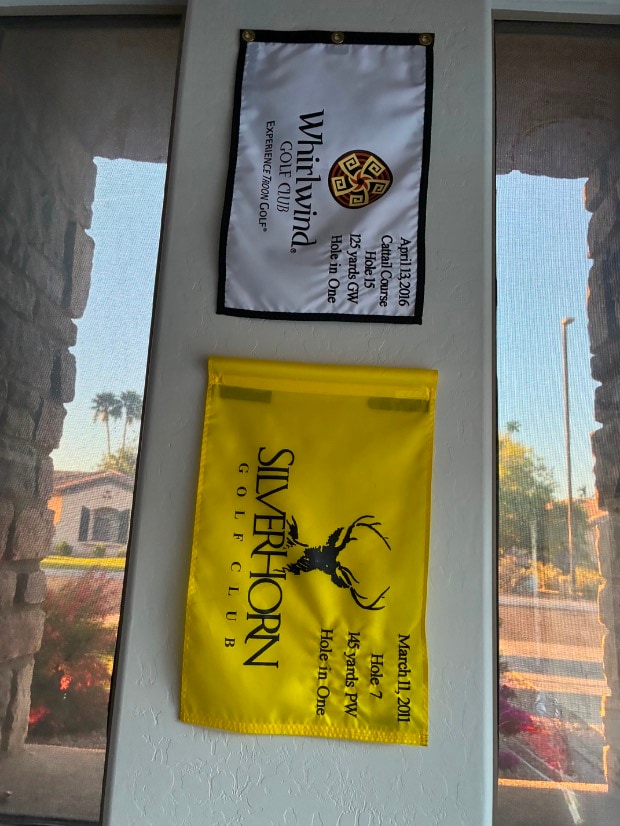 April 13, 2016
Cattail Course
Hole 15
125 yards GW
Hole in One
Whirlwind®
GOLF CLUB
EXPERIENCE TROON GOLF®
March 11, 2011
Hole 7
145 yards PW
Hole in One
SILVERHORN
GOLF CLUB